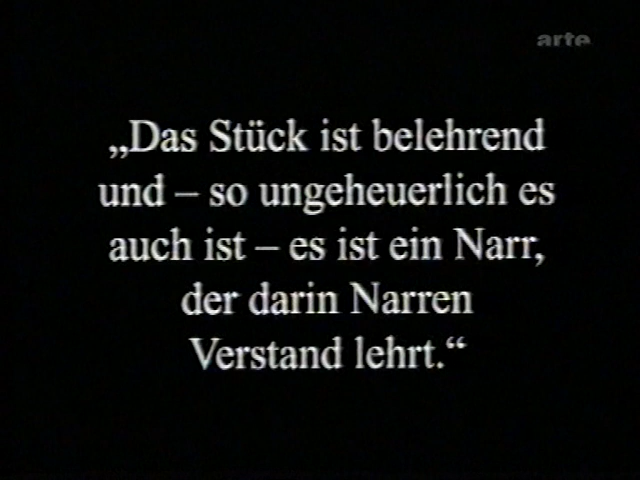 arte
„Das Stück ist belehrend
und – so ungeheuerlich es
auch ist – es ist ein Narr,
der darin Narren
Verstand lehrt.“